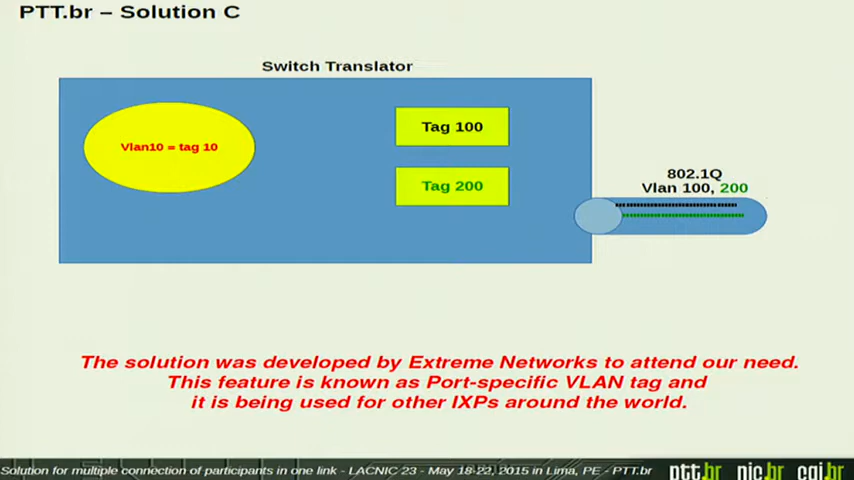 PTT.br – Solution C
Switch Translator
Vlan10 = tag 10
Tag 100
Tag 200
802.1Q
Vlan 100, 200
The solution was developed by Extreme Networks to attend our need.
This feature is known as Port-specific VLAN tag and
it is being used for other IXPs around the world.
Solution for multiple connection of participants in one link - LACNIC 23 - May 18-22, 2015 in Lima, PE - PTT.br
ptt.br nic.br cgi.br